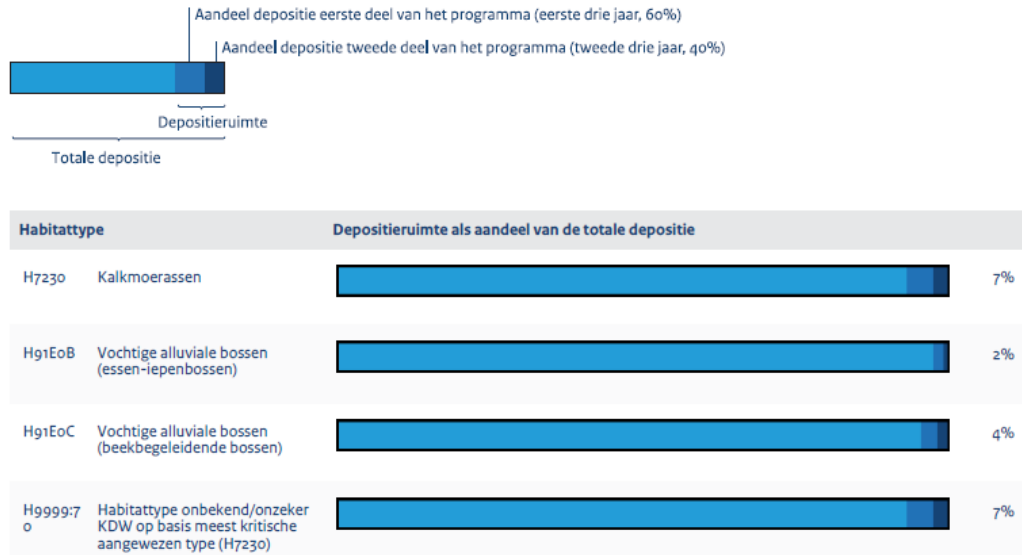 Aandeel depositie eerste deel van het programma (eerste drie jaar, 60%)
Aandeel depositie tweede deel van het programma (tweede drie jaar, 40%)
Depositieruimte
Totale depositie
Habitattype Depositieruimte als aandeel van de totale depositie
H7230 Kalkmoerassen 7%
H91E0B Vochtige alluviale bossen 2%
(essen-iepenbossen)
H91E0C Vochtige alluviale bossen 4%
(beekbegeleidende bossen)
H9999:7 Habitattype onbekend/onzeker 7%
0 KDW op basis meest kritische
aangewezen type (H7230)